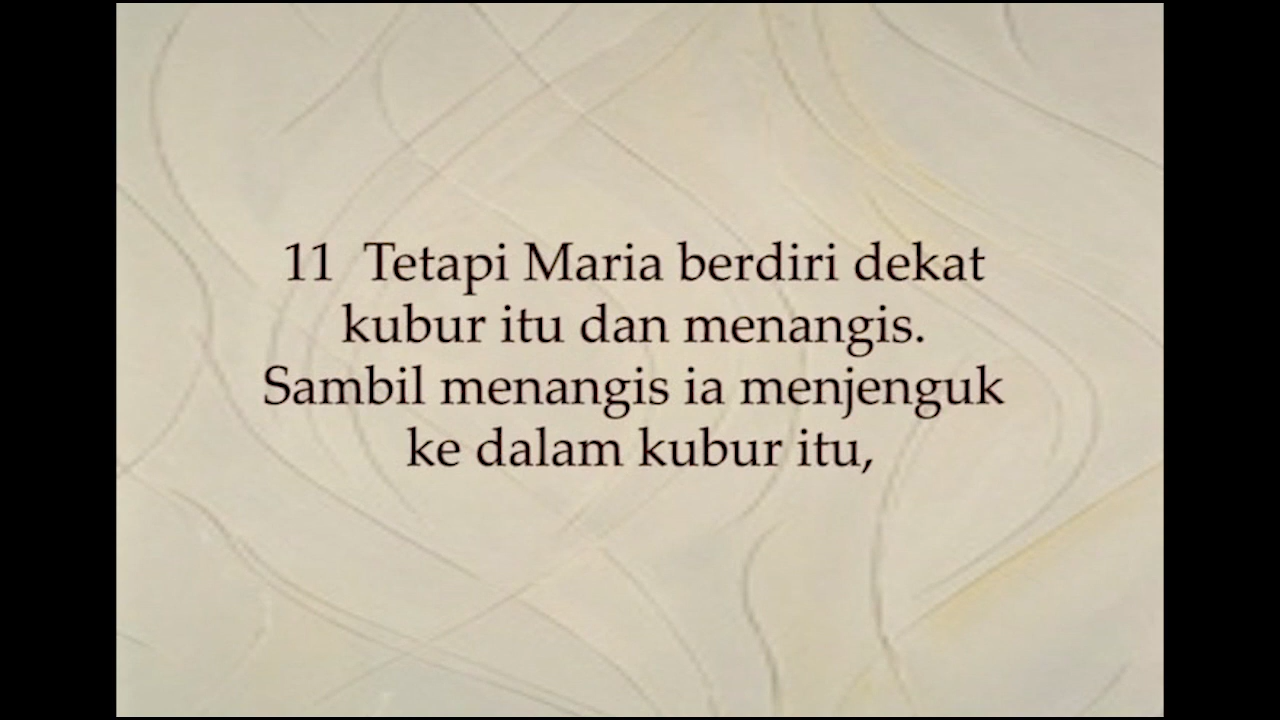 11 Tetapi Maria berdiri dekat
kubur itu dan menangis.
Sambil menangis ia menjenguk
ke dalam kubur itu,